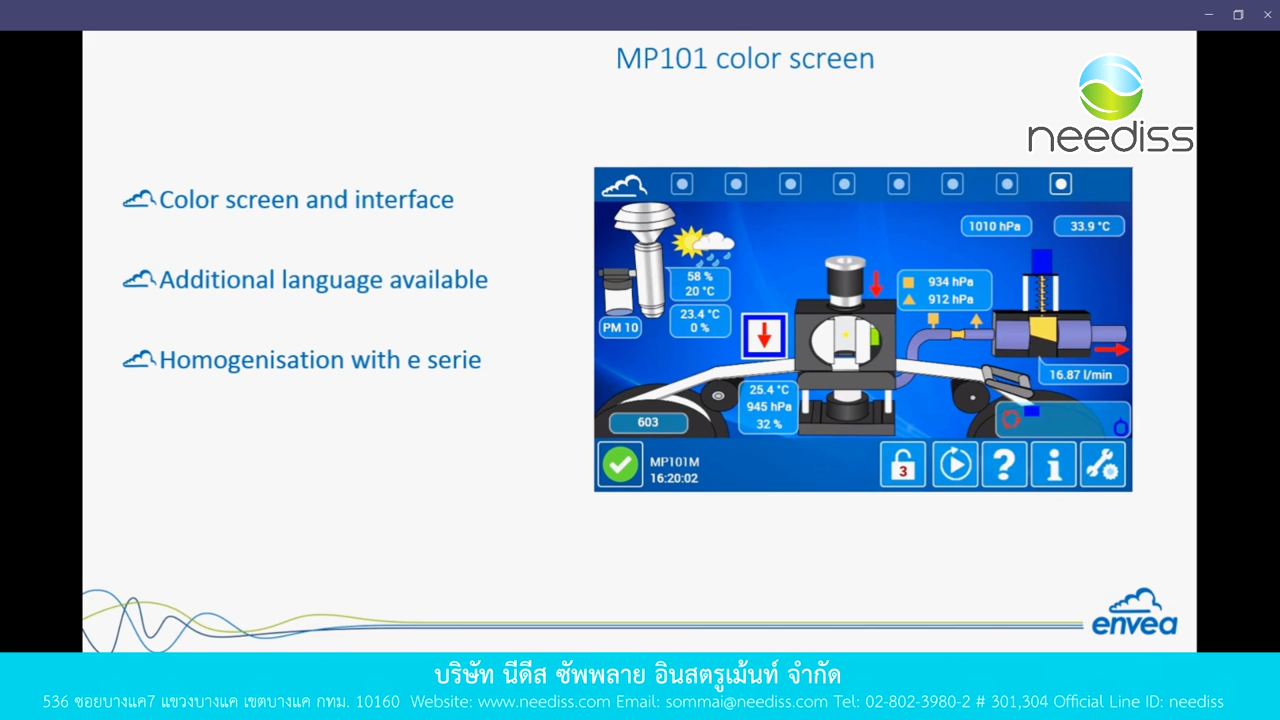 MP101 color screen
neediss
Color screen and interface
Additional language available
Homogenisation with e serie
1010 hPa
33.9 °C
58 %
20 °C
934 hPa
912 hPa
23.4 °C
0 %
PM 10
16.87 l/min
25.4 °C
945 hPa
32 %
603
MP101M
16:20:02
3
envea
บริษัท นีดีส ซัพพลาย อินสตรูเม้นท์ จำกัด
536 ซอยบางแค7 แขวงบางแค เขตบางแค กทม. 10160 Website: www.neediss.com Email: sommai@neediss.com Tel: 02-802-3980-2 # 301,304 Official Line ID: neediss